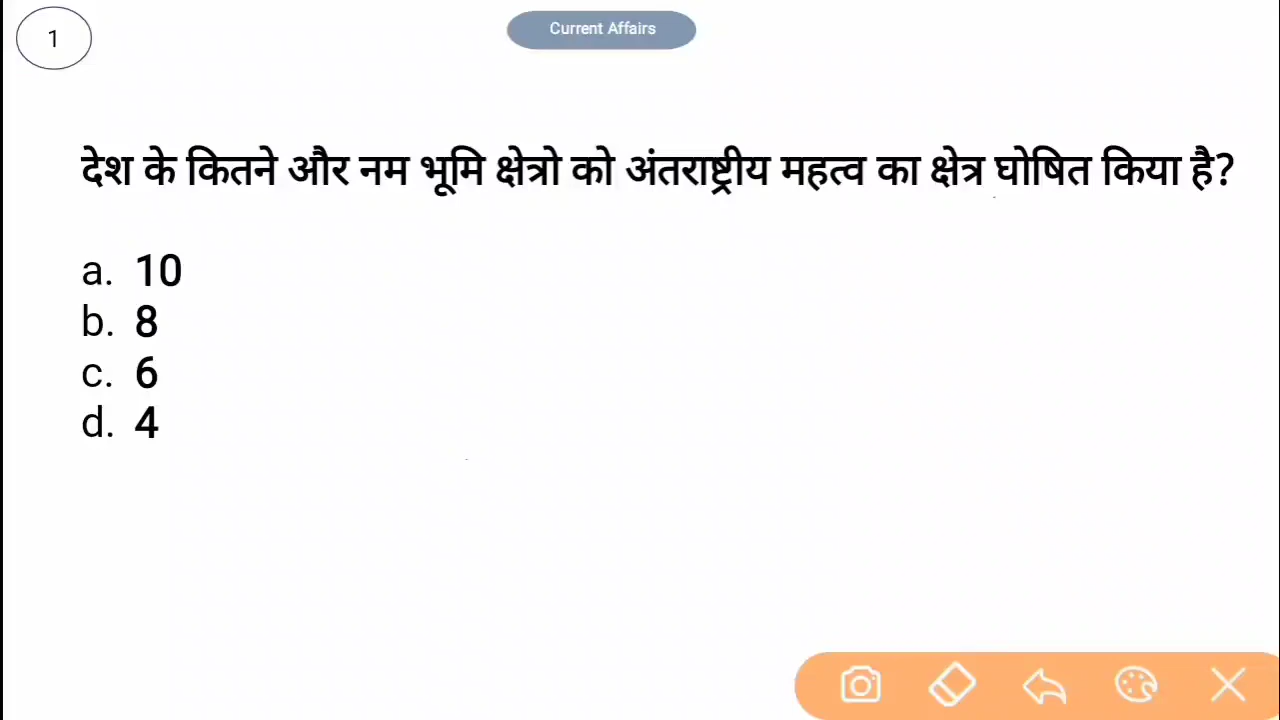 1
Current Affairs
देश के कितने और नम भूमि क्षेत्रो को अंतराष्ट्रीय महत्व का क्षेत्र घोषित किया है?
a. 10
b. 8
c. 6
d. 4